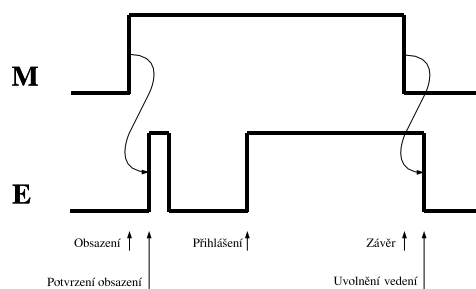 M
E
Obsazení
Přihlášení
Závěr
Potvrzení obsazení
Uvolnění vedení